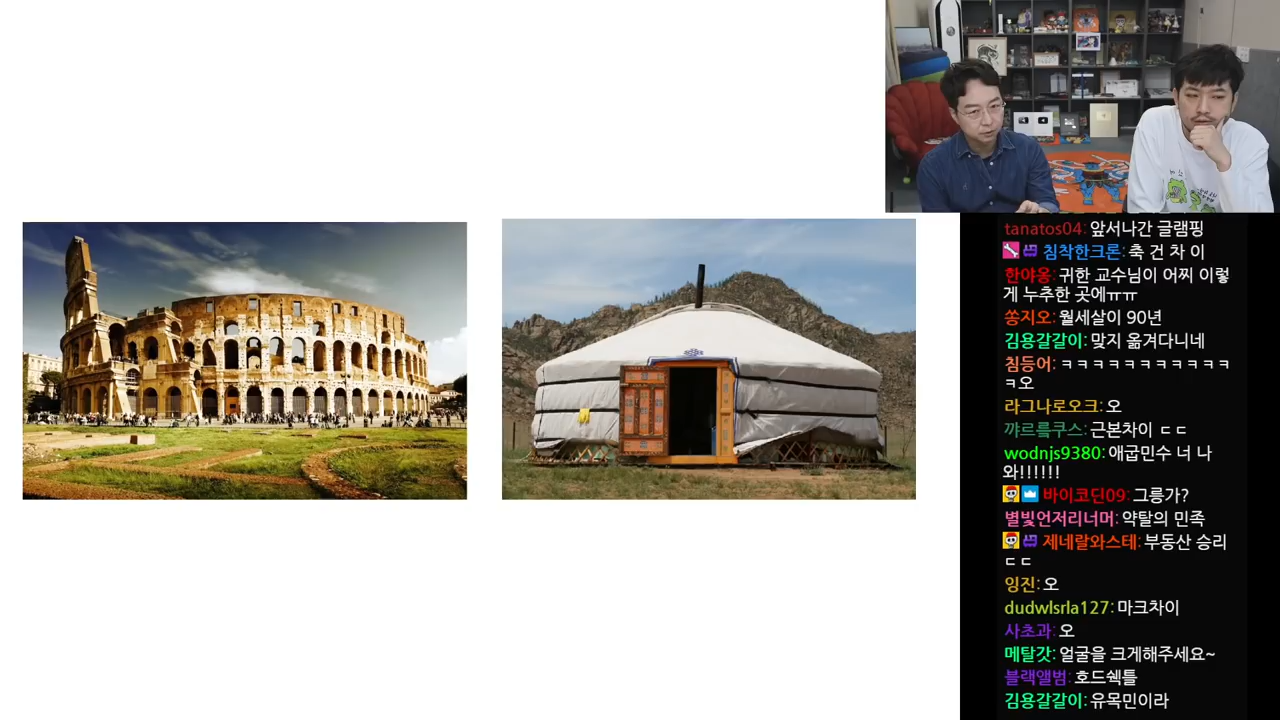 tanatos04: 앞서나간 글램핑
침착한크론: 축 건 차 이
한야옹: 귀한 교수님이 어찌 이렇
게 누추한 곳에ㅠㅠ
쏭지오: 월세살이 90년
김용갈갈이: 맞지 옮겨다니네
침등어: ㅋㅋㅋㅋㅋㅋㅋㅋㅋㅋㅋ
ㅋ오
라그나로오크: 오
꺄르륵쿠스: 근본차이 ㄷㄷ
wodnjs9380: 애굽민수 너 나
와!!!!!!
바이코딘09: 그릉가?
별빛언저리너머: 약탈의 민족
제네랄와스테: 부동산 승리
ㄷㄷ
잉진: 오
dudwlsrla127: 마크차이
사초과: 오
메탈갓: 얼굴을 크게해주세요~
블랙앨범: 호드쉑틀
김용갈갈이: 유목민이라